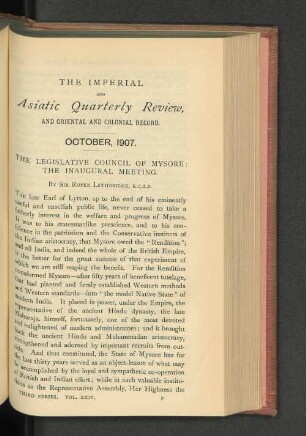 THE IMPERIAL
AND
Asiatic Quarterly Review,
AND ORIENTAL AND COLONIAL RECORD.
OCTOBER, 1907.
THE LEGISLATIVE COUNCIL OF MYSORE:
THE INAUGURAL MEETING.
BY SIR ROPER LETHBRIDGE, K.C.I.E.
THE late Earl of Lytton, up to the end of his eminently
useful and unselfish public life, never ceased to take a
fatherly interest in the welfare and progress of Mysore.
It was to his statesmanlike prescience, and to his con-
fidence in the patriotism and the Conservative instincts of
the Indian aristocracy, that Mysore owed the "Rendition";
and all India, and indeed the whole of the British Empire,
the better for the great success of that experiment of
which we are still reaping the benefit. For the Rendition
transformed Mysore—after fifty years of beneficent tutelage,
that had planted and firmly established Western methods
and Western standards—into "the model Native State" of
modern India. It placed in power, under the Empire, the
representative of the ancient Hindu dynasty, the late
Maharaja, himself, fortunately, one of the most devoted
and enlightened of modern administrators; and it brought
back the ancient Hindu and Muhammadan aristocracy,
strengthened and adorned by important recruits from out-
side. And that constituted, the State of Mysore has for
the last thirty years served as an object-lesson of what may
be accomplished by the loyal and sympathetic co-operation
of British and Indian effort; while in such valuable institu-
tions as the Representative Assembly, Her Highness the
THIRD SERIES. VOL. XXIV. P